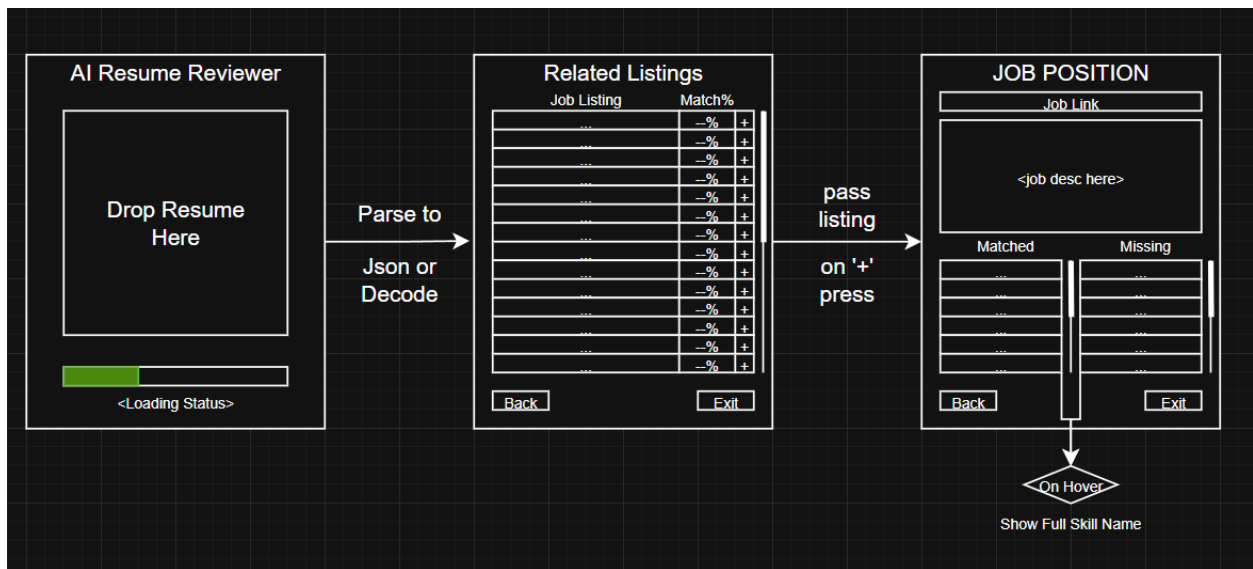 AI Resume Reviewer
Drop Resume
Here
<Loading Status>
Parse to
Json or
Decode
Related Listings
Job Listing Match%
... --% +
... --% +
... --% +
... --% +
... --% +
... --% +
... --% +
... --% +
... --% +
... --% +
... --% +
... --% +
... --% +
... --% +
Back Exit
pass
listing
on '+'
press
JOB POSITION
Job Link
<job desc here>
Matched Missing
... ...
... ...
... ...
... ...
... ...
... ...
Back Exit
On Hover
Show Full Skill Name